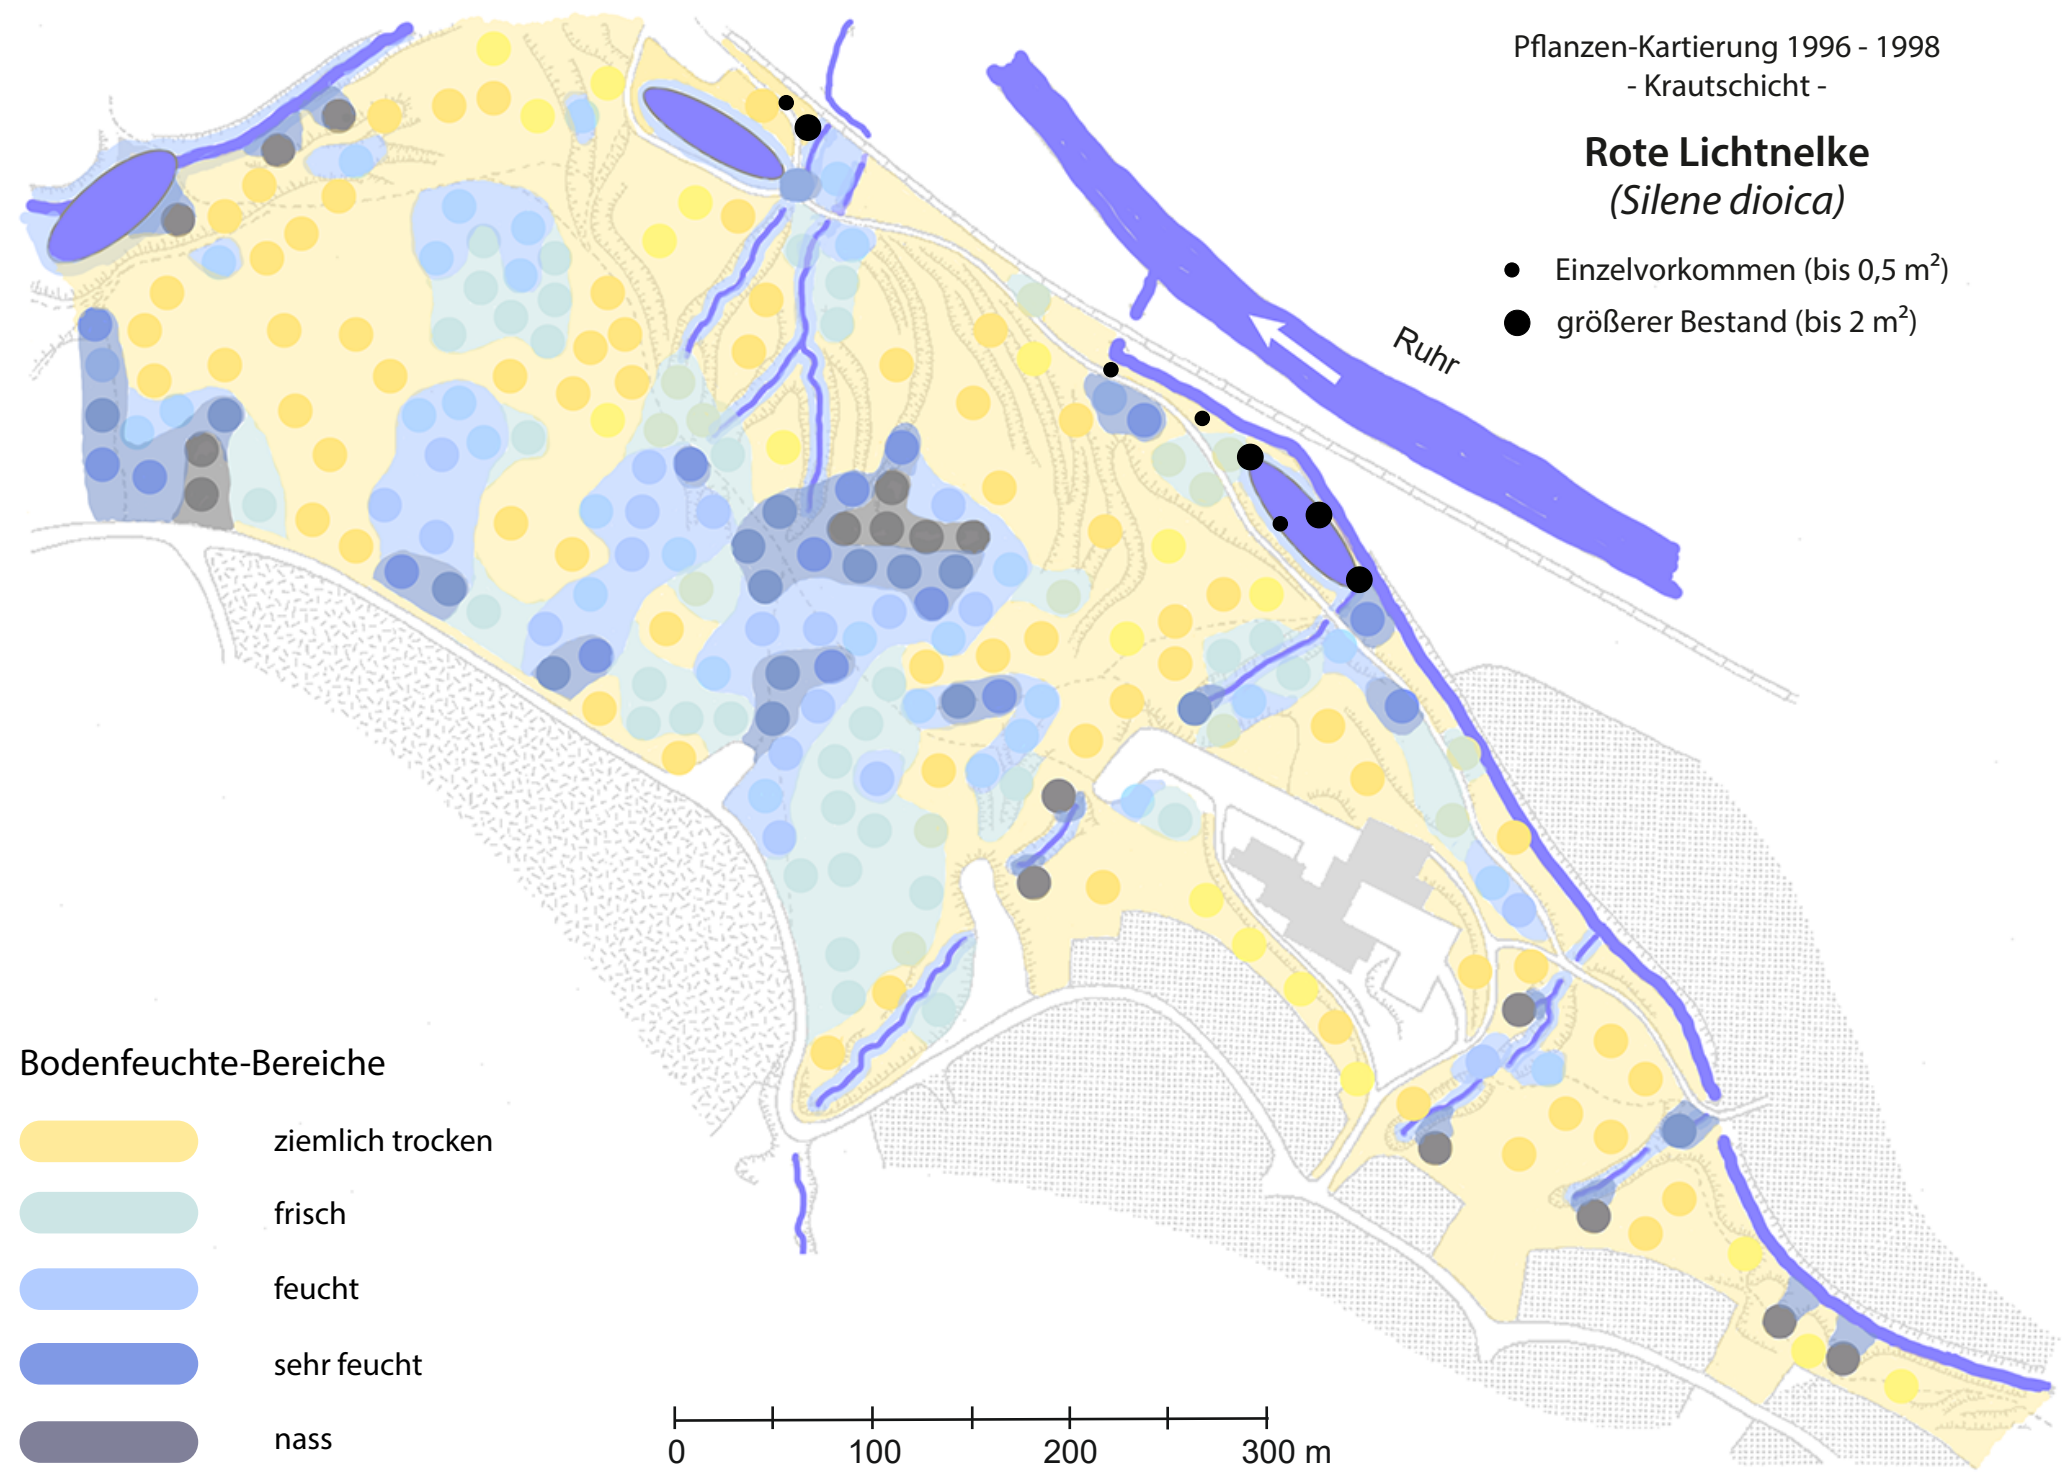 Pflanzen-Kartierung 1996 - 1998
- Krautschicht -
Rote Lichtnelke
(Silene dioica)
Einzelvorkommen (bis 0,5 m²)
größerer Bestand (bis 2 m²)
Ruhr
Bodenfeuchte-Bereiche
ziemlich trocken
frisch
feucht
sehr feucht
nass
0 100 200 300 m